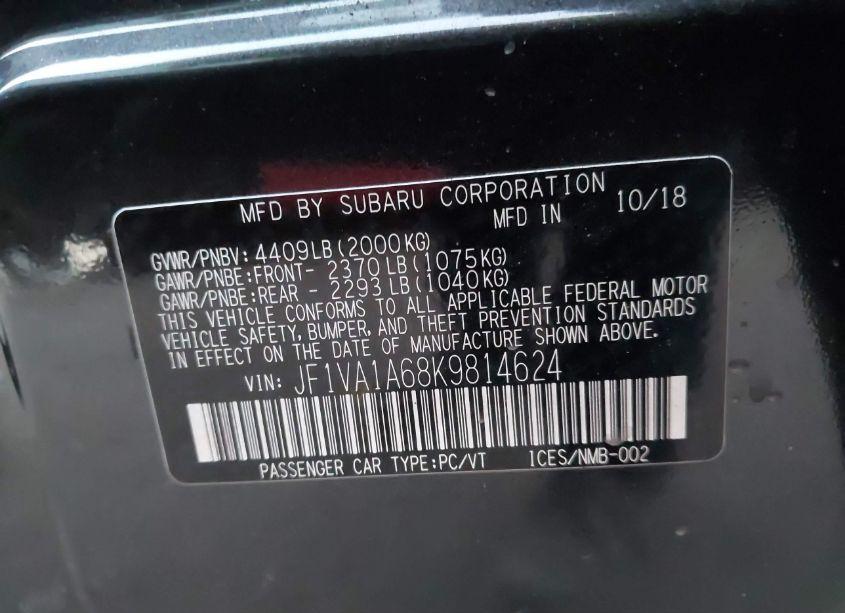 MFD BY SUBARU CORPORATION
MFD IN 10/18
GVWR/PNBV: 4409LB(2000KG)
GAWR/PNBE:FRONT- 2370LB(1075KG)
GAWR/PNBE:REAR - 2293LB(1040KG)
THIS VEHICLE CONFORMS TO ALL APPLICABLE FEDERAL MOTOR
VEHICLE SAFETY, BUMPER, AND THEFT PREVENTION STANDARDS
IN EFFECT ON THE DATE OF MANUFACTURE SHOWN ABOVE.
VIN: JF1VA1A68K9814624
PASSENGER CAR TYPE:PC/VT ICES/NMB-002